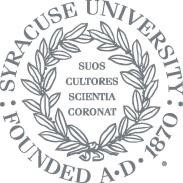 · SYRACUSE UNIVERSITY ·
FOUNDED A·D· 1870
SUOS
CULTORES
SCIENTIA
CORONAT
®